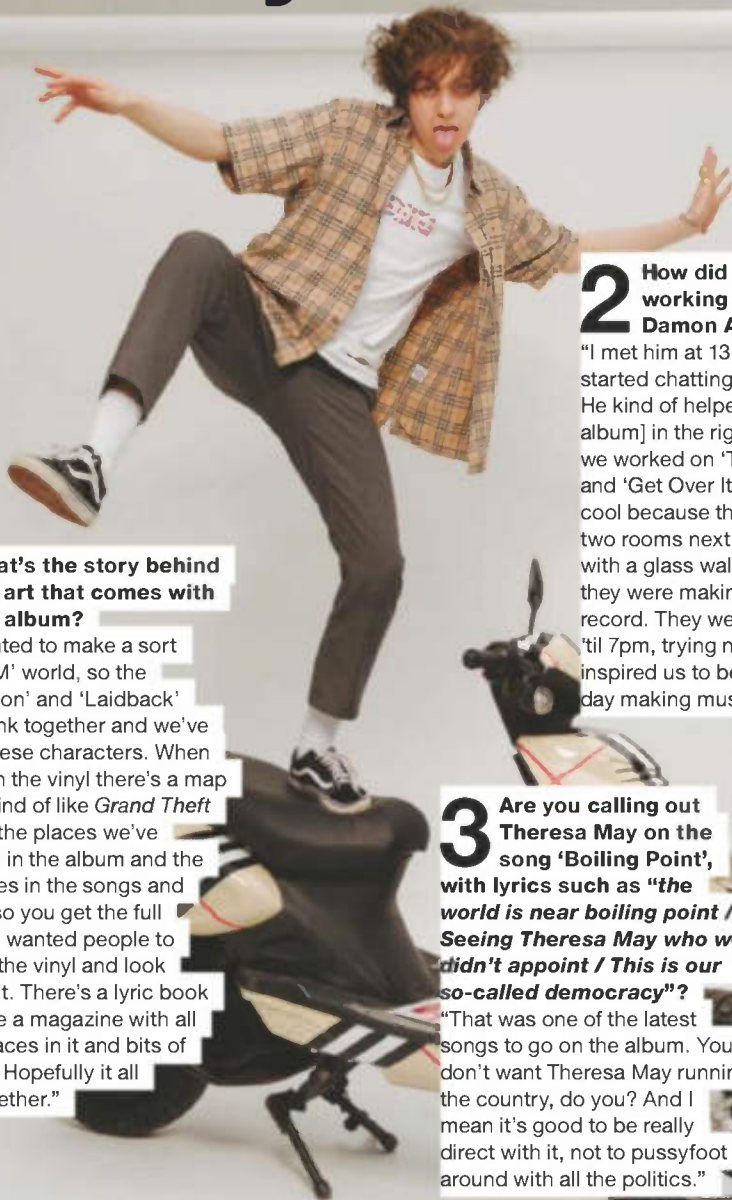 at's the story behind
art that comes with
album?
ted to make a sort
M' world, so the
on' and 'Laidback'
nk together and we've
ese characters. When
n the vinyl there's a map
ind of like Grand Theft
the places we've
in the album and the
es in the songs and
so you get the full
wanted people to
the vinyl and look
t. There's a lyric book
e a magazine with all
aces in it and bits of
Hopefully it all
ether."
2 How did
working
Damon A
"I met him at 13
started chatting
He kind of helpe
album] in the rig
we worked on 'T
and 'Get Over It
cool because th
two rooms next
with a glass wal
they were makin
record. They we
'til 7pm, trying n
inspired us to be
day making mus
3 Are you calling out
Theresa May on the
song 'Boiling Point',
with lyrics such as "the
world is near boiling point /
Seeing Theresa May who w
didn't appoint / This is our
so-called democracy"?
"That was one of the latest
songs to go on the album. You
don't want Theresa May runnin
the country, do you? And I
mean it's good to be really
direct with it, not to pussyfoot
around with all the politics."